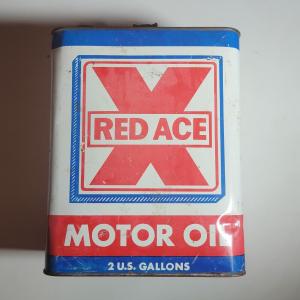 X
RED ACE
MOTOR OIL
2 U.S. GALLONS